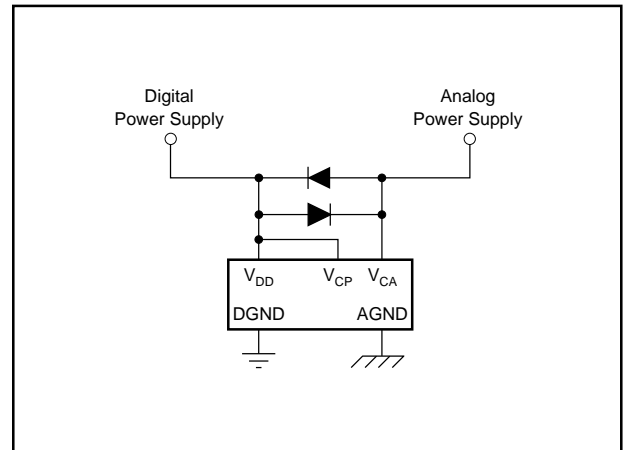 Digital
Power Supply
Analog
Power Supply
VDD VCP VCA
DGND AGND